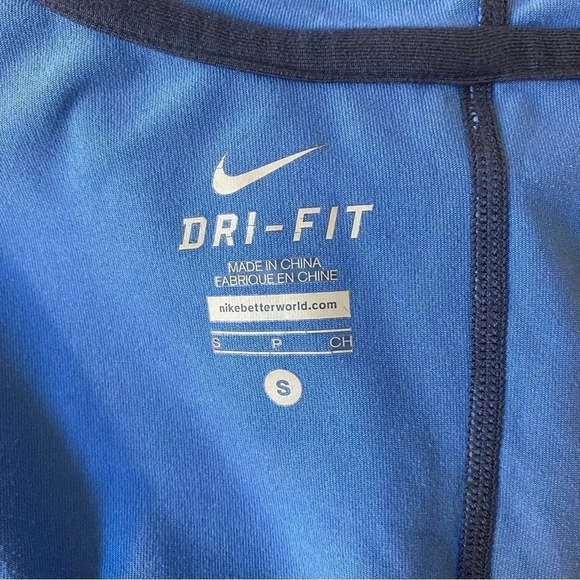 DRI-FIT
MADE IN CHINA
FABRIQUE EN CHINE
nikebetterworld.com
S P CH
S